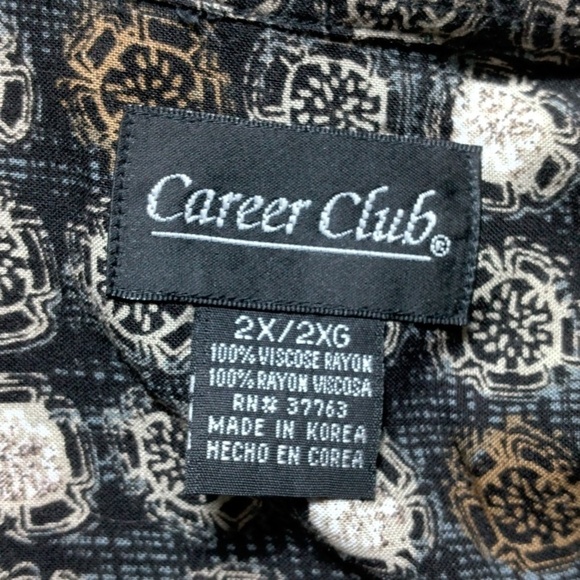 Career Club®
2X/2XG
100% VISCOSE RAYON
100% RAYON VISCOSA
RN# 37763
MADE IN KOREA
HECHO EN COREA